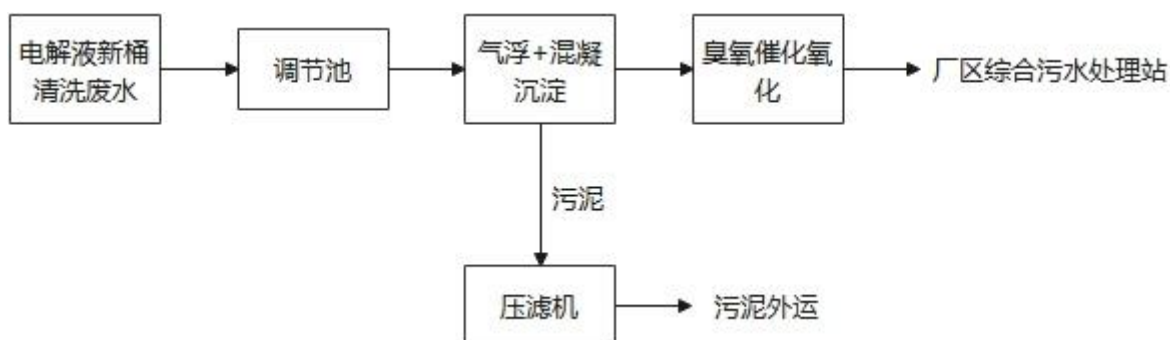 电解液新桶
清洗废水
调节池
气浮+混凝
沉淀
臭氧催化氧
化
厂区综合污水处理站
污泥
压滤机
污泥外运